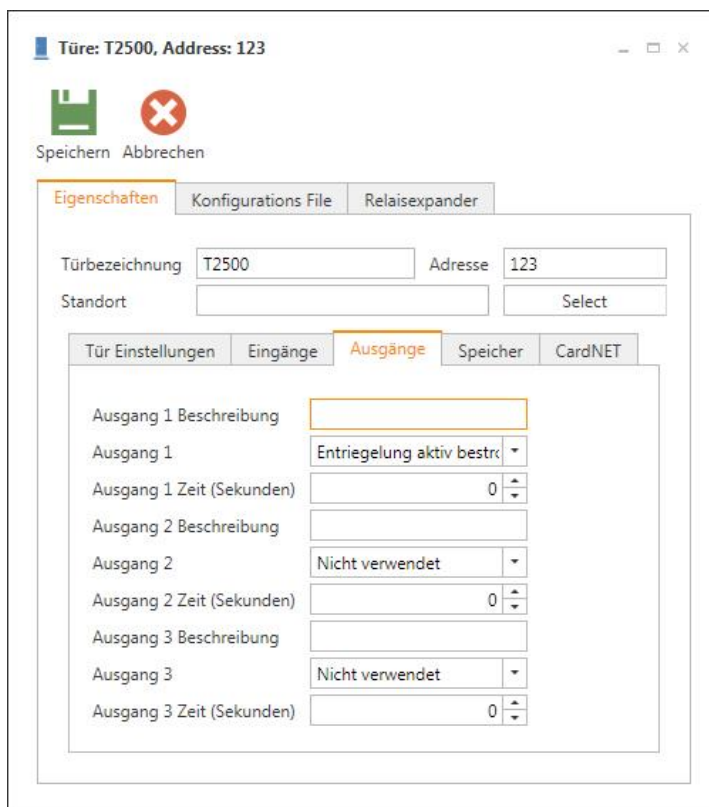 Türe: T2500, Address: 123
Speichern Abbrechen
Eigenschaften Konfigurations File Relaisexpander
Türbezeichnung T2500 Adresse 123
Standort Select
Tür Einstellungen Eingänge Ausgänge Speicher CardNET
Ausgang 1 Beschreibung
Ausgang 1 Entriegelung aktiv
Ausgang 1 Zeit (Sekunden) 0
Ausgang 2 Beschreibung
Ausgang 2 Nicht verwendet
Ausgang 2 Zeit (Sekunden) 0
Ausgang 3 Beschreibung
Ausgang 3 Nicht verwendet
Ausgang 3 Zeit (Sekunden) 0